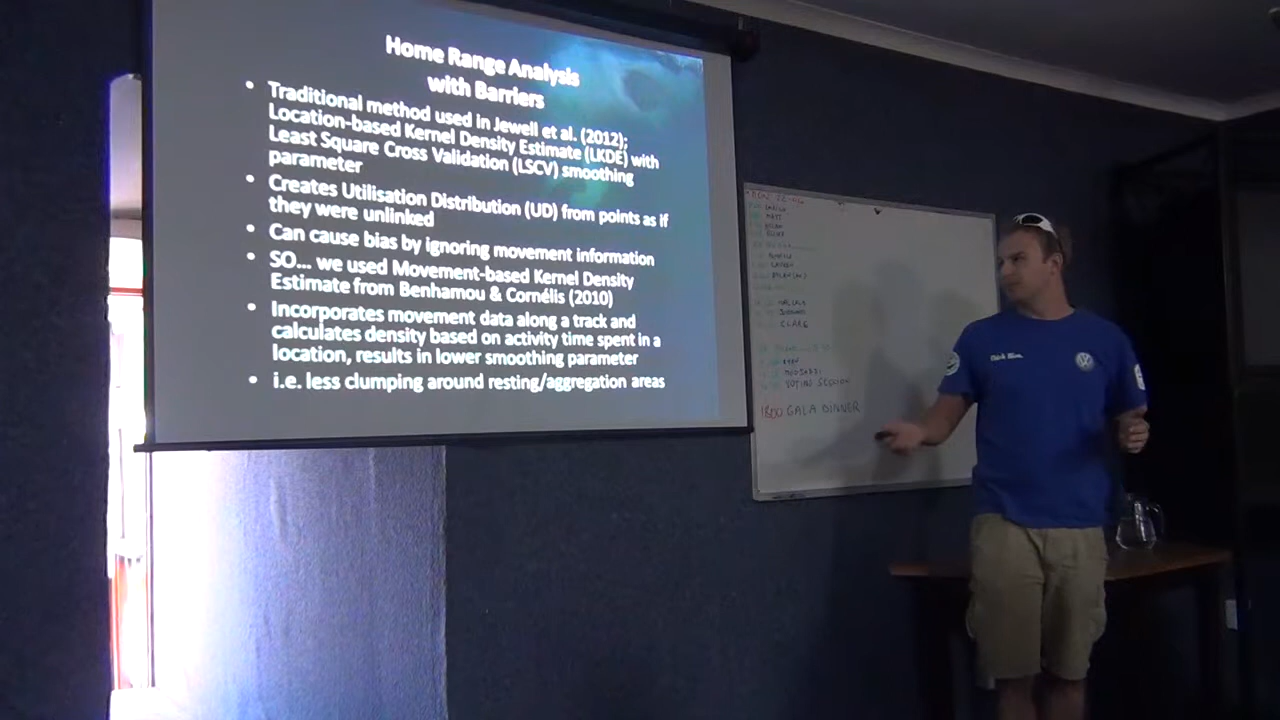 Home Range Analysis
with Barriers
• Traditional method used in Jewell et al. (2012);
Location-based Kernel Density Estimate (LKDE) with
Least Square Cross Validation (LSCV) smoothing
parameter
• Creates Utilisation Distribution (UD) from points as if
they were unlinked
• Can cause bias by ignoring movement information
• SO... we used Movement-based Kernel Density
Estimate from Benhamou & Cornélis (2010)
• Incorporates movement data along a track and
calculates density based on activity time spent in a
location, results in lower smoothing parameter
• i.e. less clumping around resting/aggregation areas
MATT
DYLAN
CLARE
1800 GALA DINNER